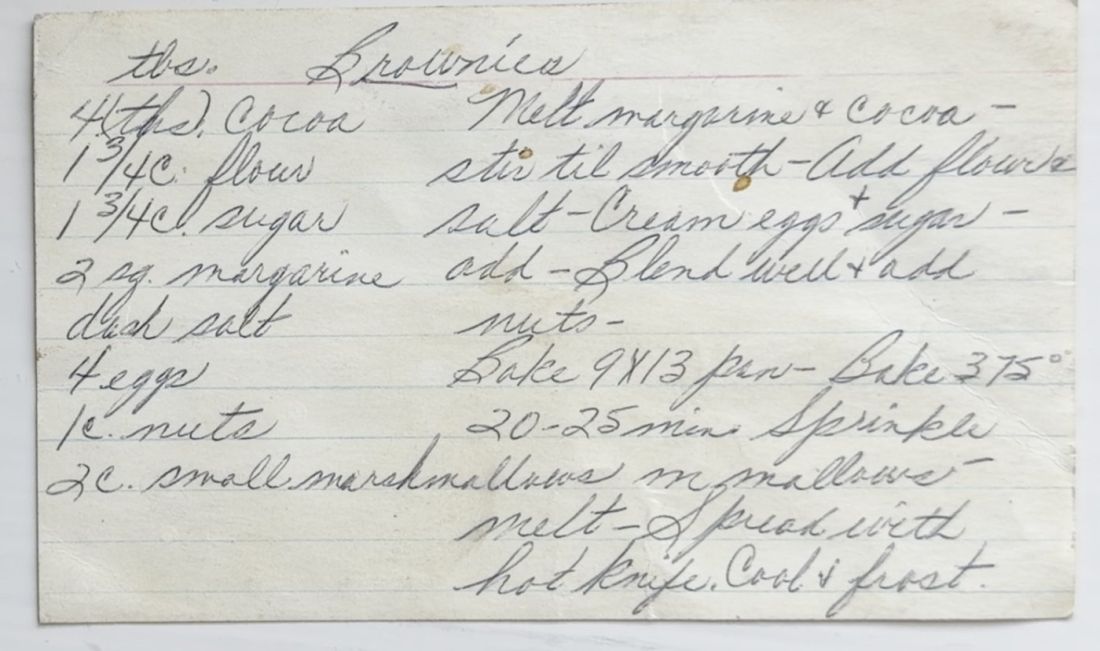 tbs. Brownies
4 (tbs). cocoa
1 3/4 c. flour
1 3/4 c. sugar
2 sq. margarine
dash salt
4 eggs
1 c. nuts
2 c. small marshmallows
Melt margarine & cocoa -
stir til smooth - Add flour &
salt - Cream eggs + sugar -
add - Blend well + add
nuts -
Bake 9X13 pan - Bake 375°
20-25 min. Sprinkle
m mallows -
melt - Spread with
hot knife. Cool & frost.